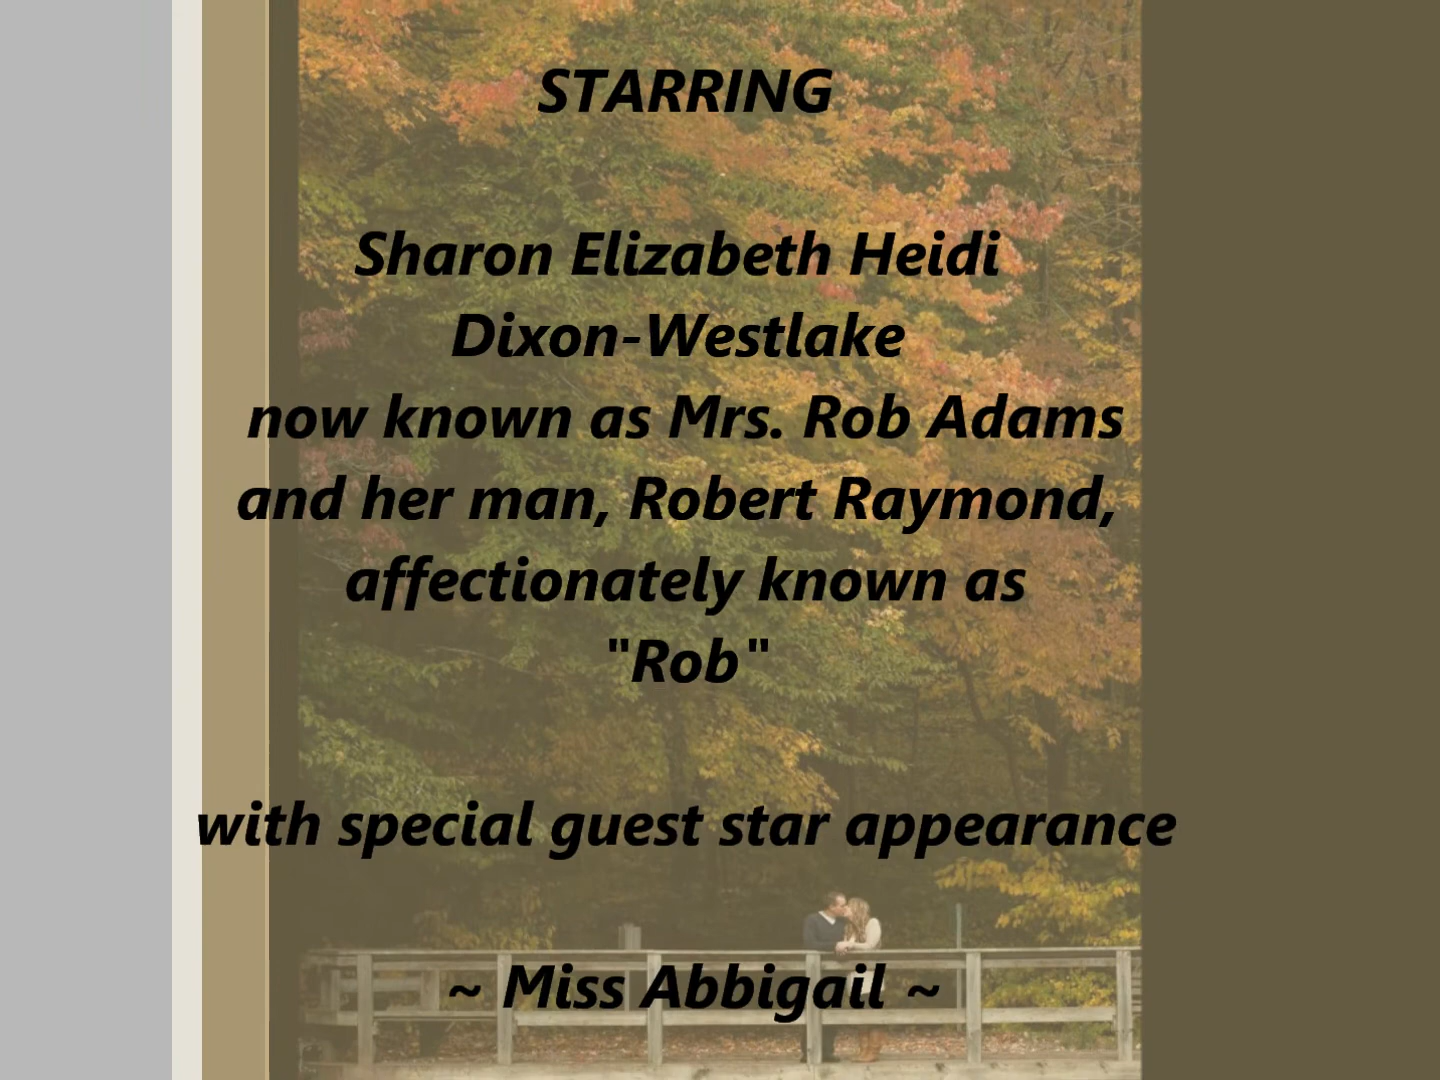 STARRING
Sharon Elizabeth Heidi
Dixon-Westlake
now known as Mrs. Rob Adams
and her man, Robert Raymond,
affectionately known as
"Rob"
with special guest star appearance
~ Miss Abbigail ~